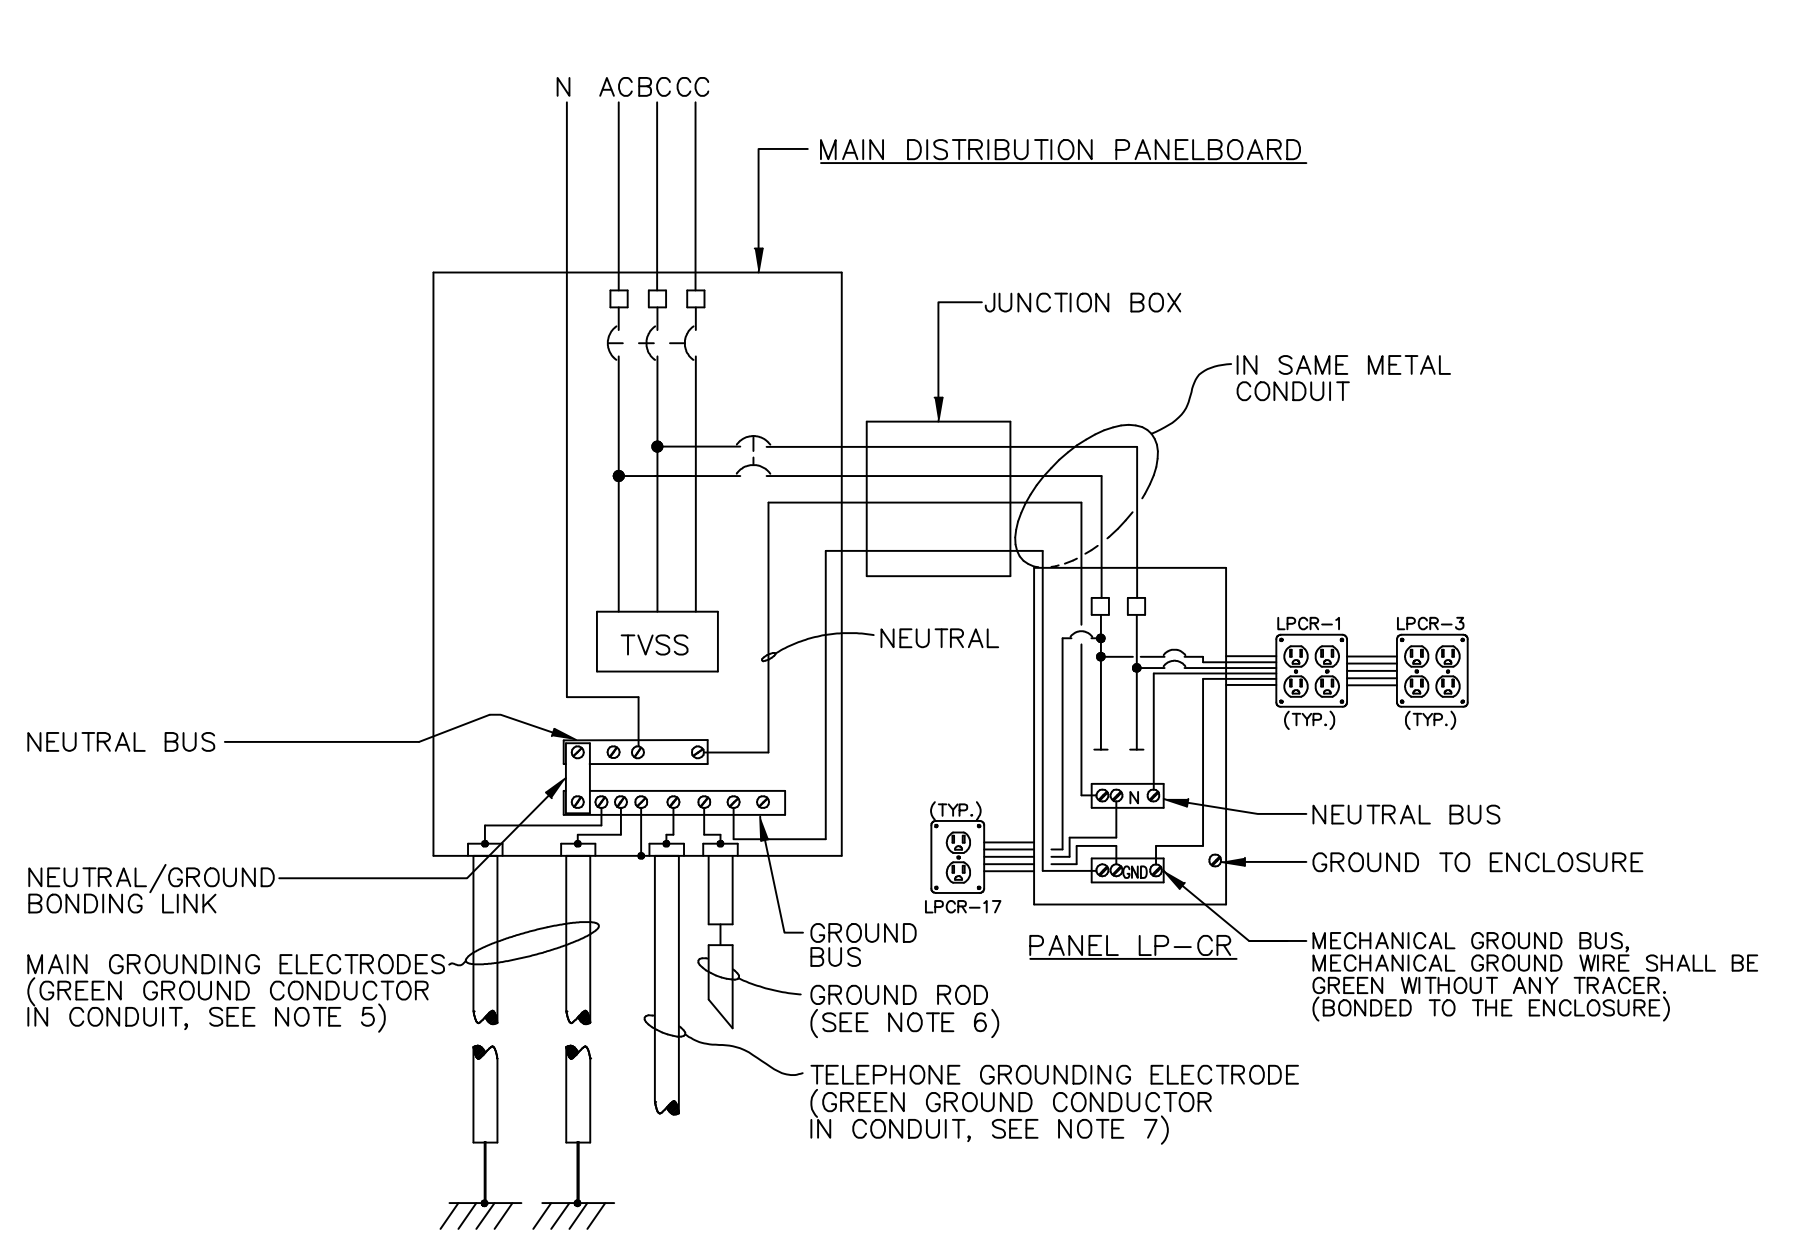 N ACBCCC
MAIN DISTRIBUTION PANELBOARD
JUNCTION BOX
IN SAME METAL
CONDUIT
TVSS
NEUTRAL
LPCR-1
LPCR-3
(TYP.)
(TYP.)
NEUTRAL BUS
(TYP.)
LPCR-17
N
GND
NEUTRAL BUS
GROUND TO ENCLOSURE
NEUTRAL/GROUND
BONDING LINK
GROUND
BUS
PANEL LP-CR
MECHANICAL GROUND BUS,
MECHANICAL GROUND WIRE SHALL BE
GREEN WITHOUT ANY TRACER.
(BONDED TO THE ENCLOSURE)
MAIN GROUNDING ELECTRODES
(GREEN GROUND CONDUCTOR
IN CONDUIT, SEE NOTE 5)
GROUND ROD
(SEE NOTE 6)
TELEPHONE GROUNDING ELECTRODE
(GREEN GROUND CONDUCTOR
IN CONDUIT, SEE NOTE 7)